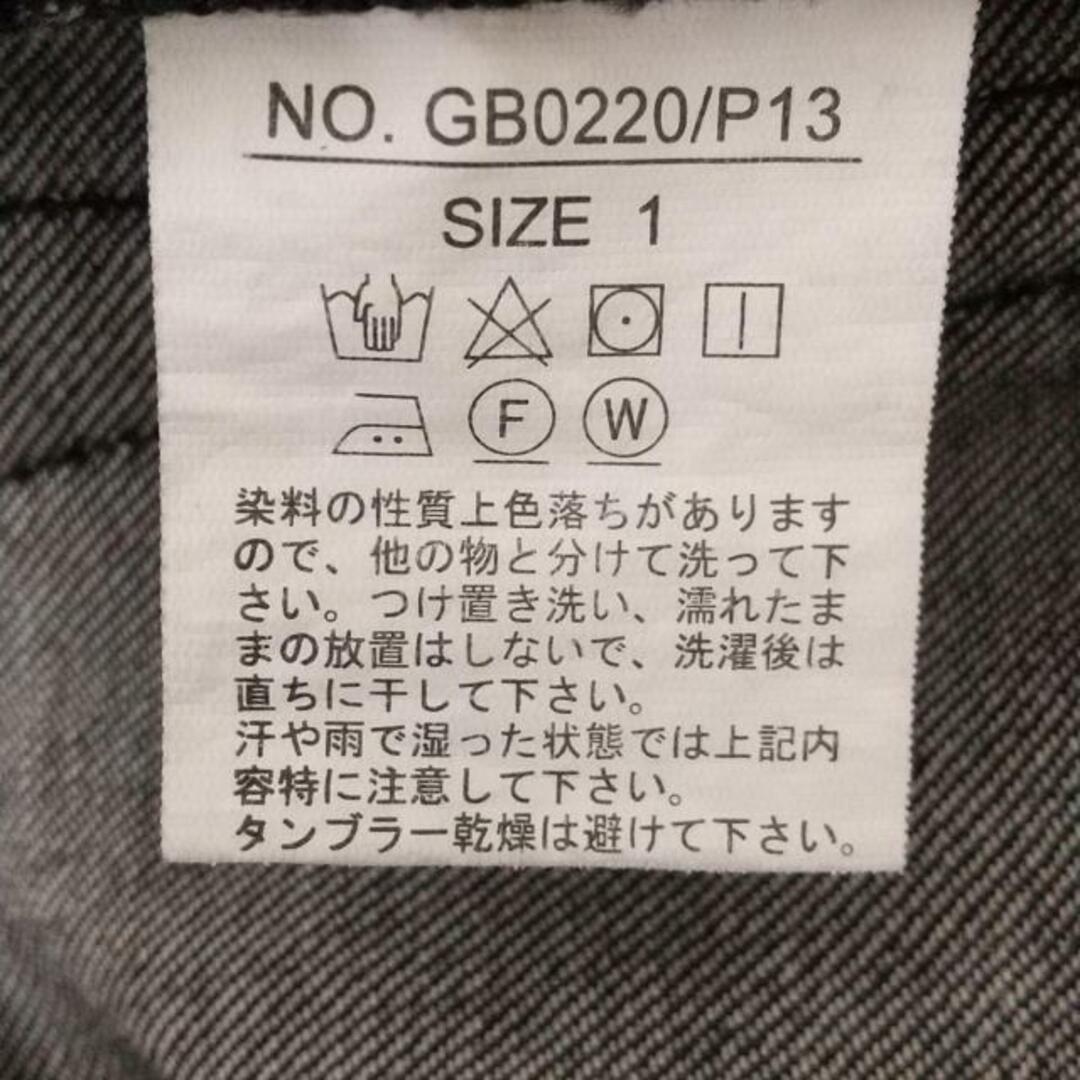 NO. GB0220/P13
SIZE 1
F W
染料の性質上色落ちがあります
ので、他の物と分けて洗って下
さい。つけ置き洗い、濡れたま
まの放置はしないで、洗濯後は
直ちに干して下さい。
汗や雨で湿った状態では上記内
容特に注意して下さい。
タンブラー乾燥は避けて下さい。